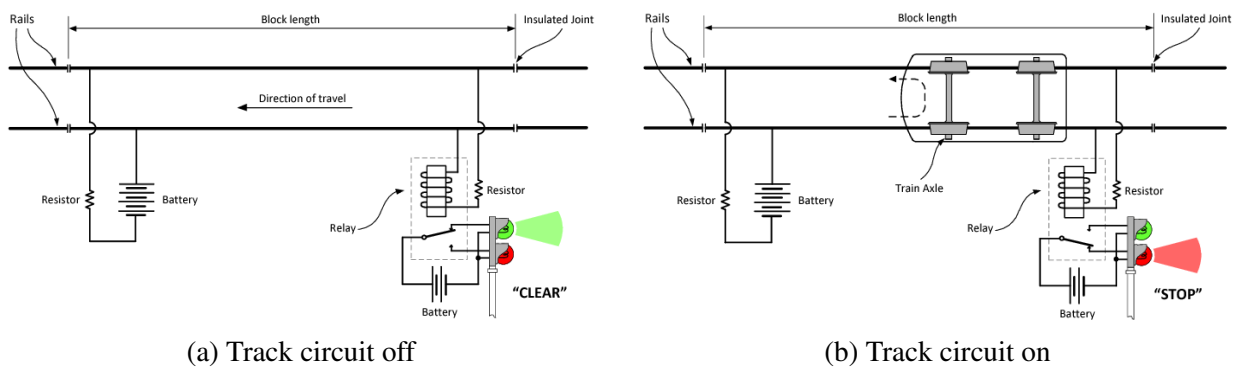 Rails
Block length
Insulated Joint
Direction of travel
Resistor
Battery
Relay
Resistor
Battery
"CLEAR"
(a) Track circuit off
Rails
Block length
Insulated Joint
Train Axle
Resistor
Battery
Relay
Resistor
Battery
"STOP"
(b) Track circuit on